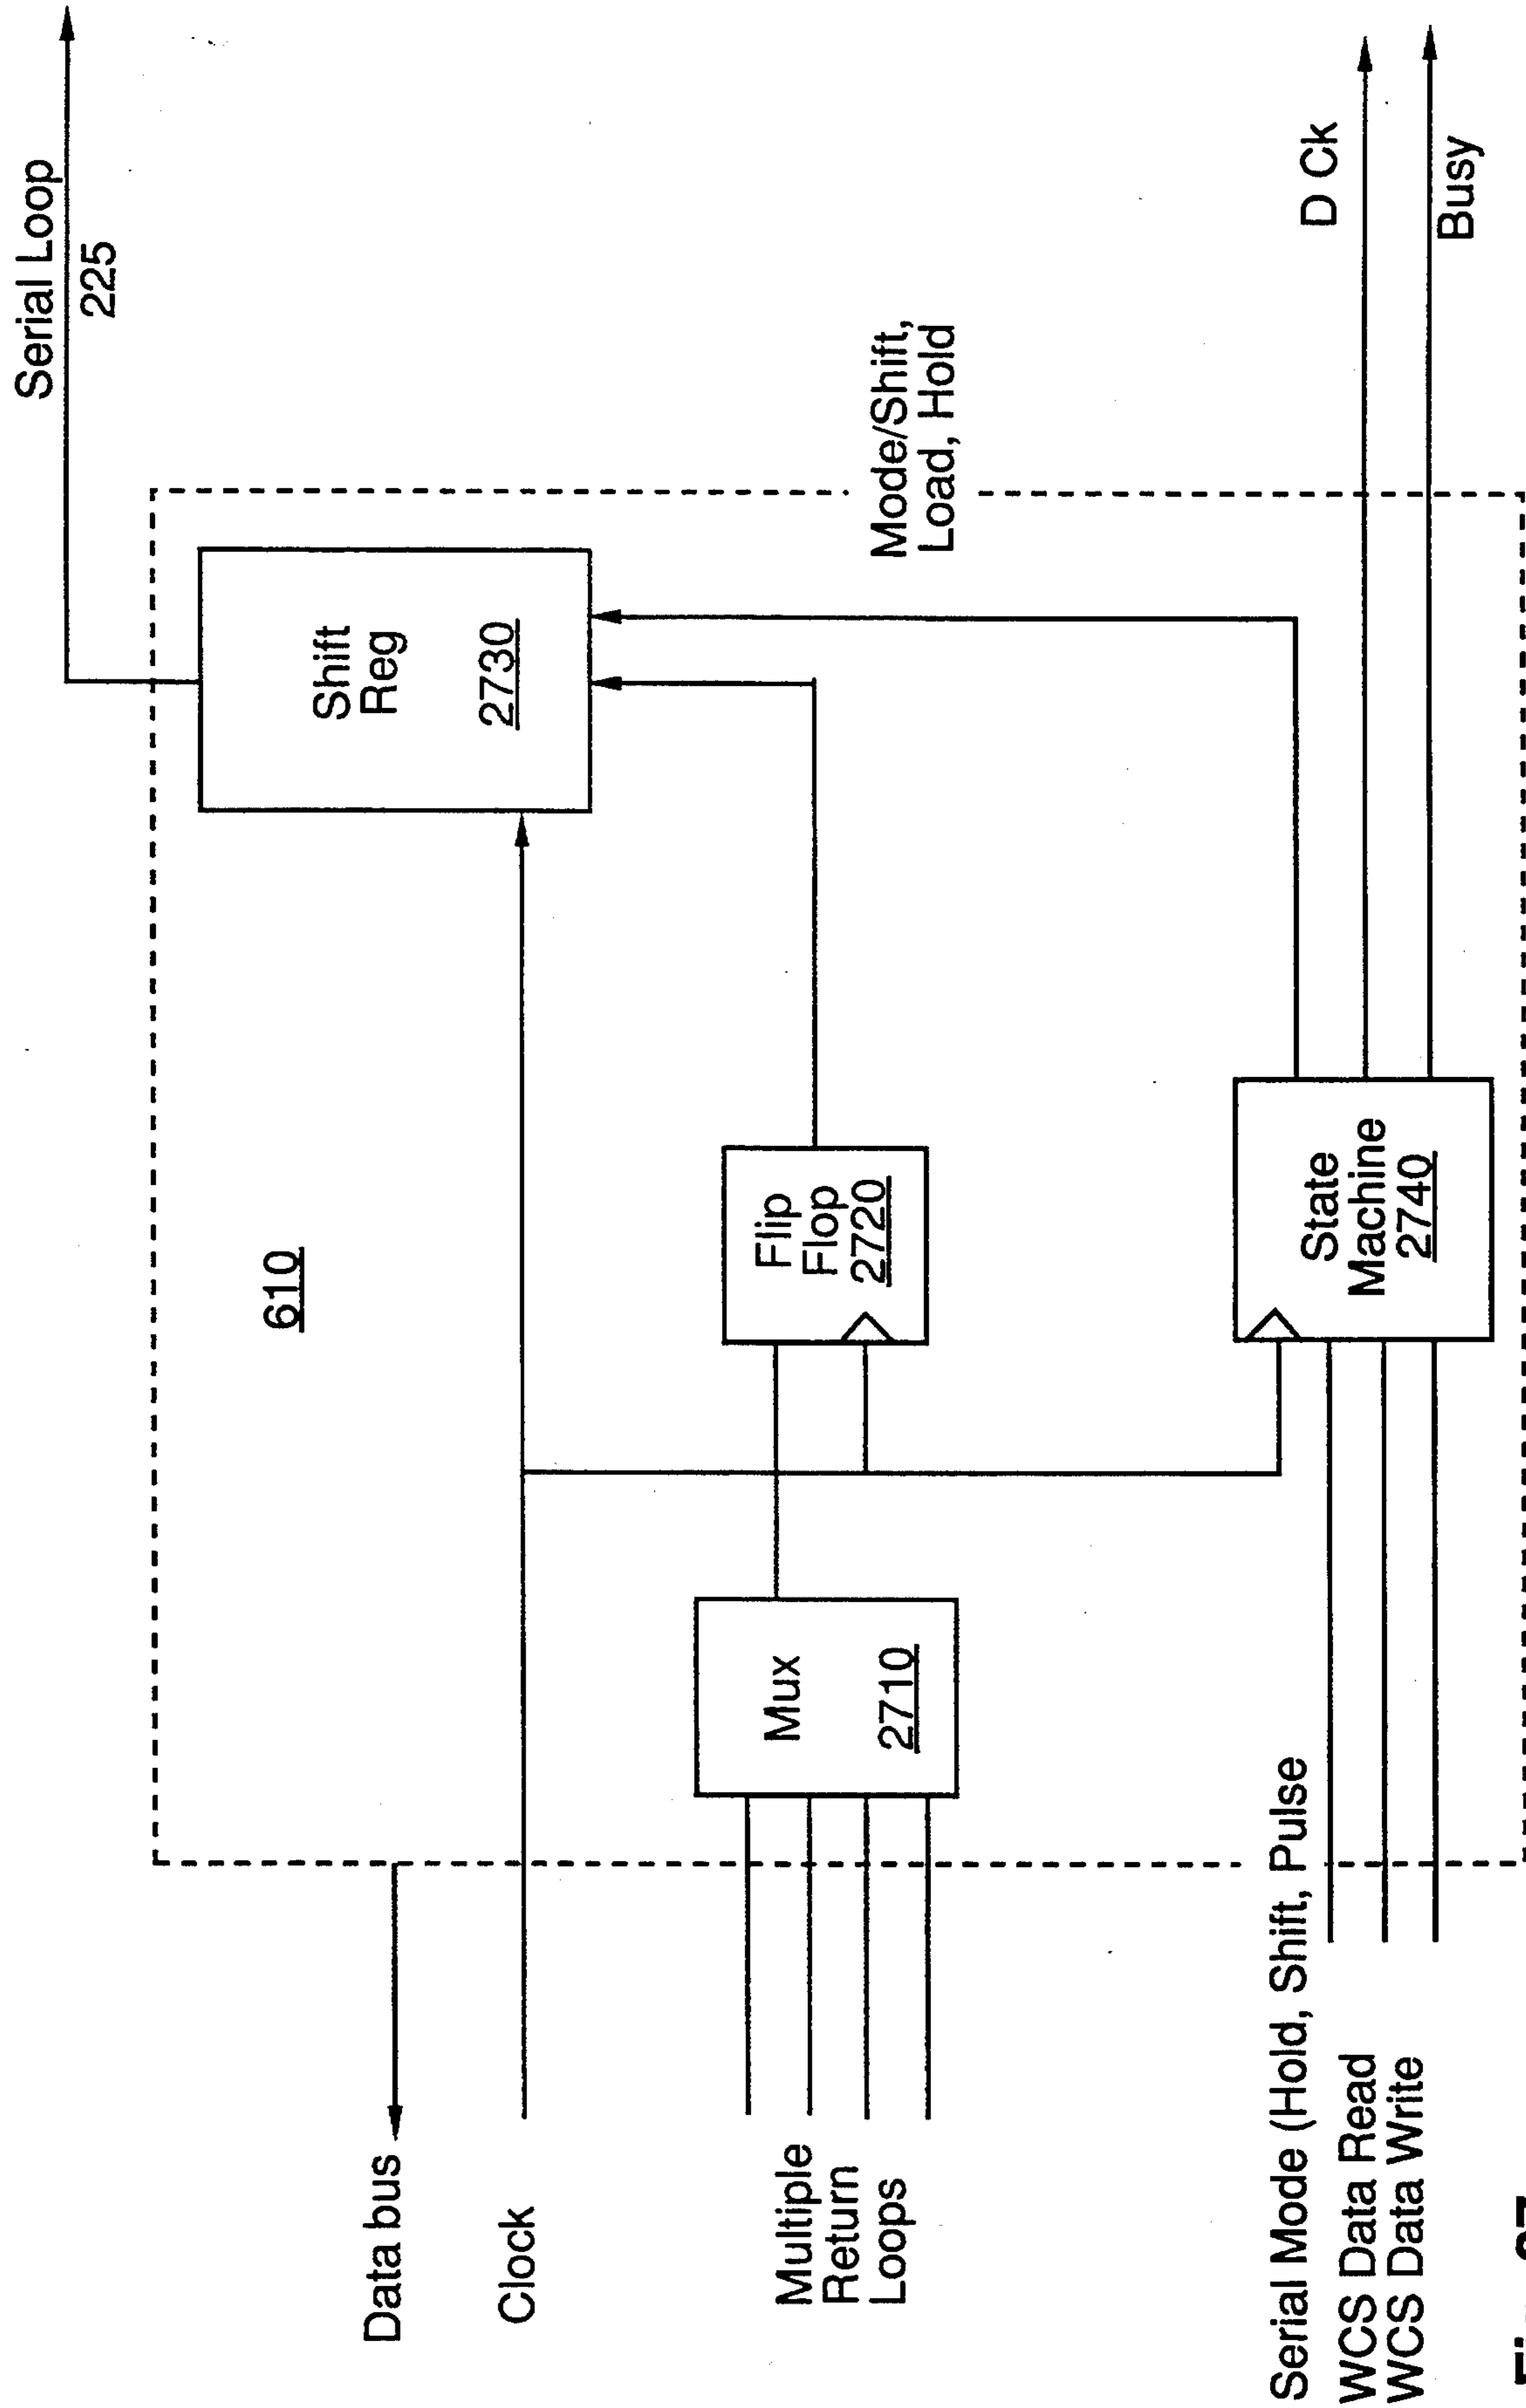 Serial Loop
225
Data bus
610
Shift
Reg
2730
Clock
Multiple
Return
Loops
Mux
2710
Flip
Flop
2720
Mode/Shift,
Load, Hold
Serial Mode (Hold, Shift, Pulse
WCS Data Read
WCS Data Write
State
Machine
2740
D Ck
Busy